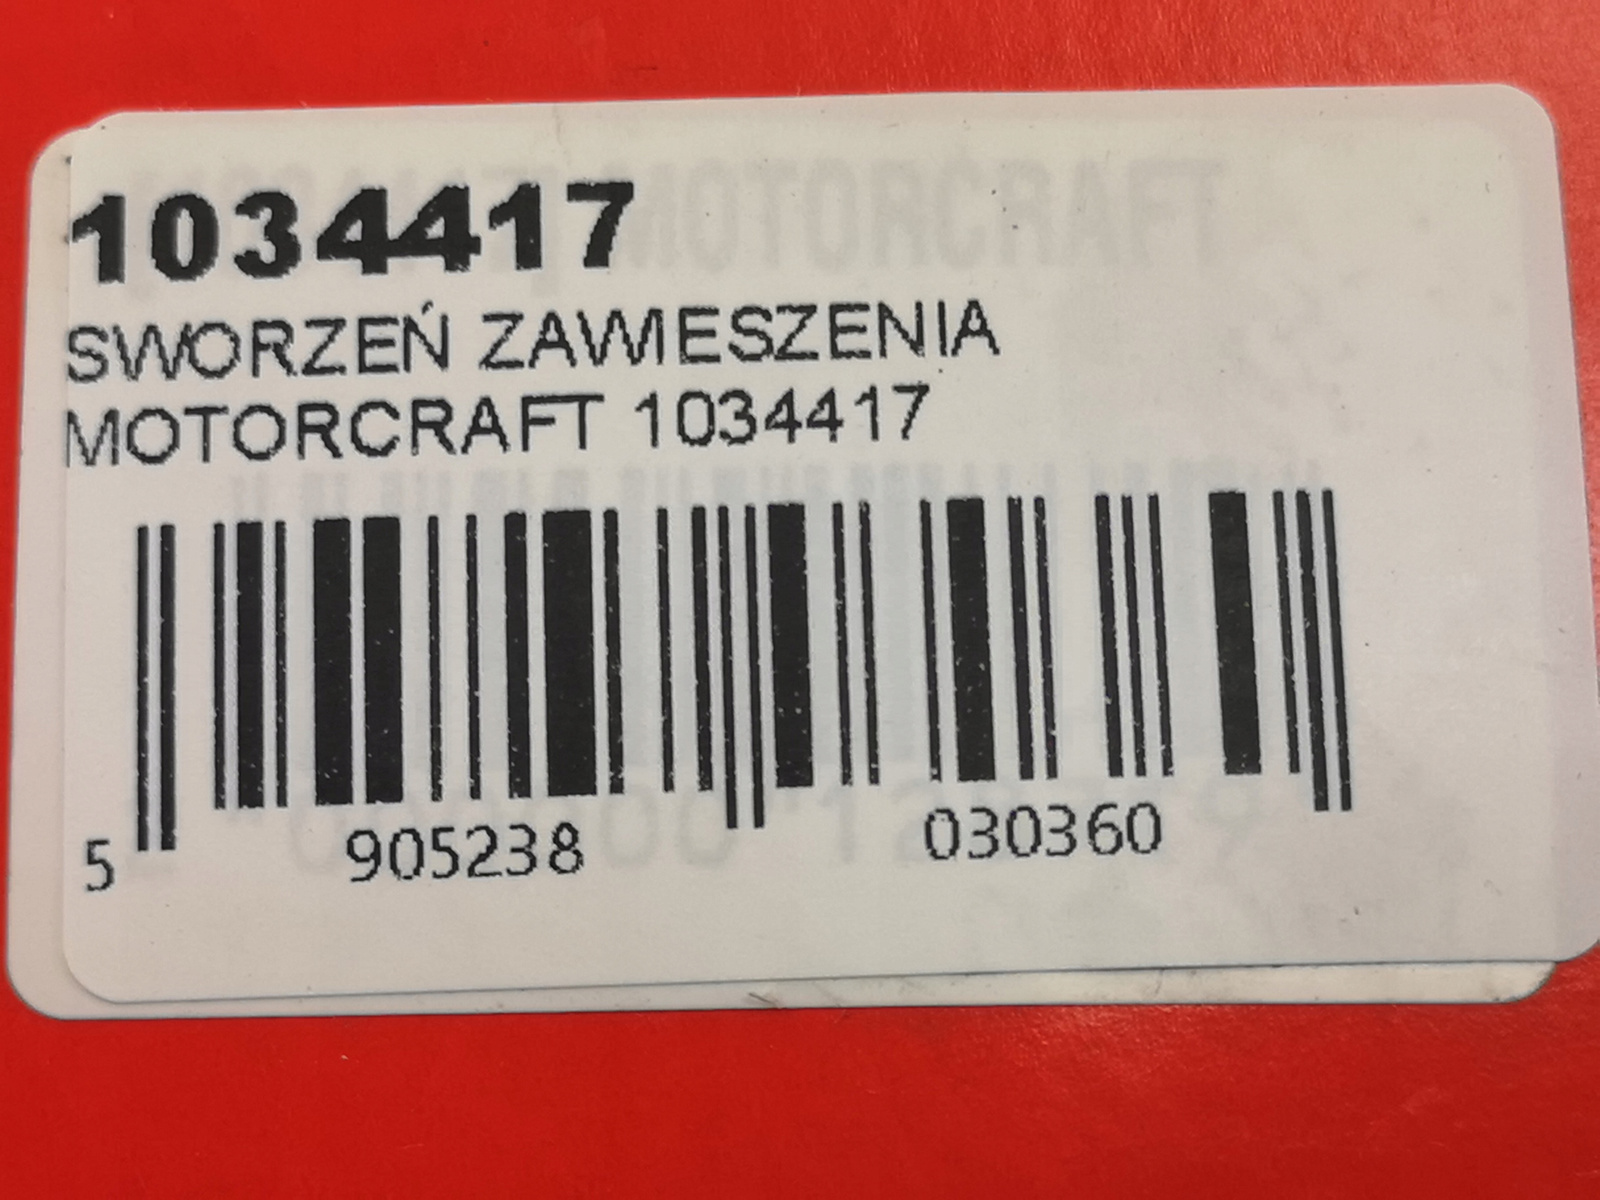 1034417
SWORZEŃ ZAWIESZENIA
MOTORCRAFT 1034417
5 905238 030360